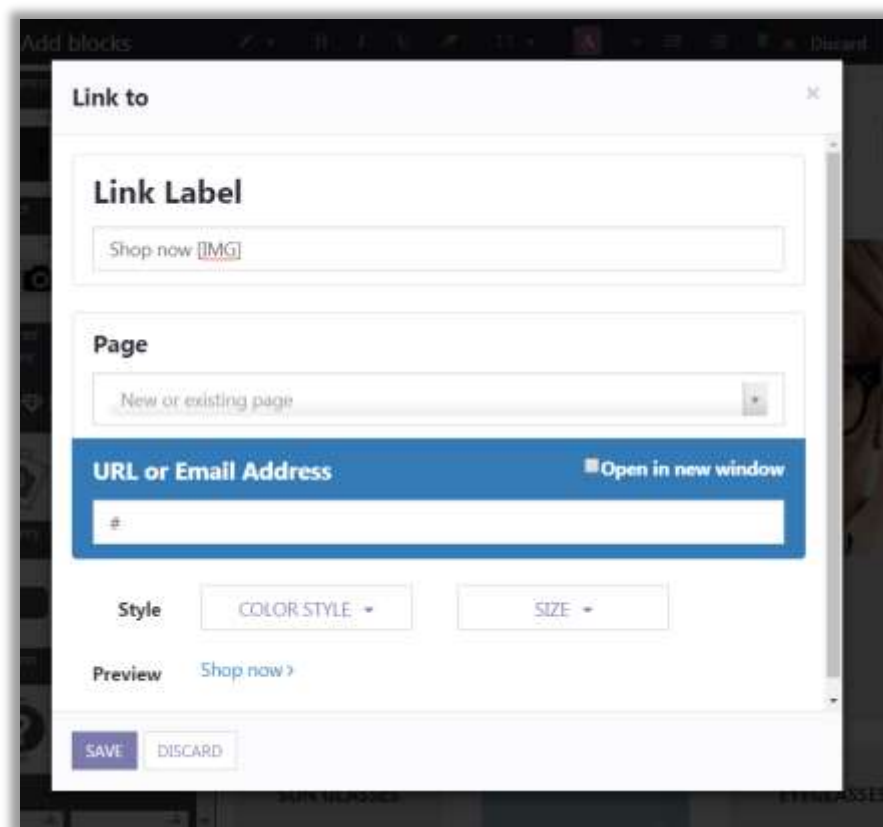 Add blocks
Discard
Link to
×
Link Label
Shop now [IMG]
Page
New or existing page
URL or Email Address
Open in new window
#
Style
COLOR STYLE
SIZE
Preview
Shop now >
SAVE
DISCARD
SUN GLASSES
EYEGLASSES